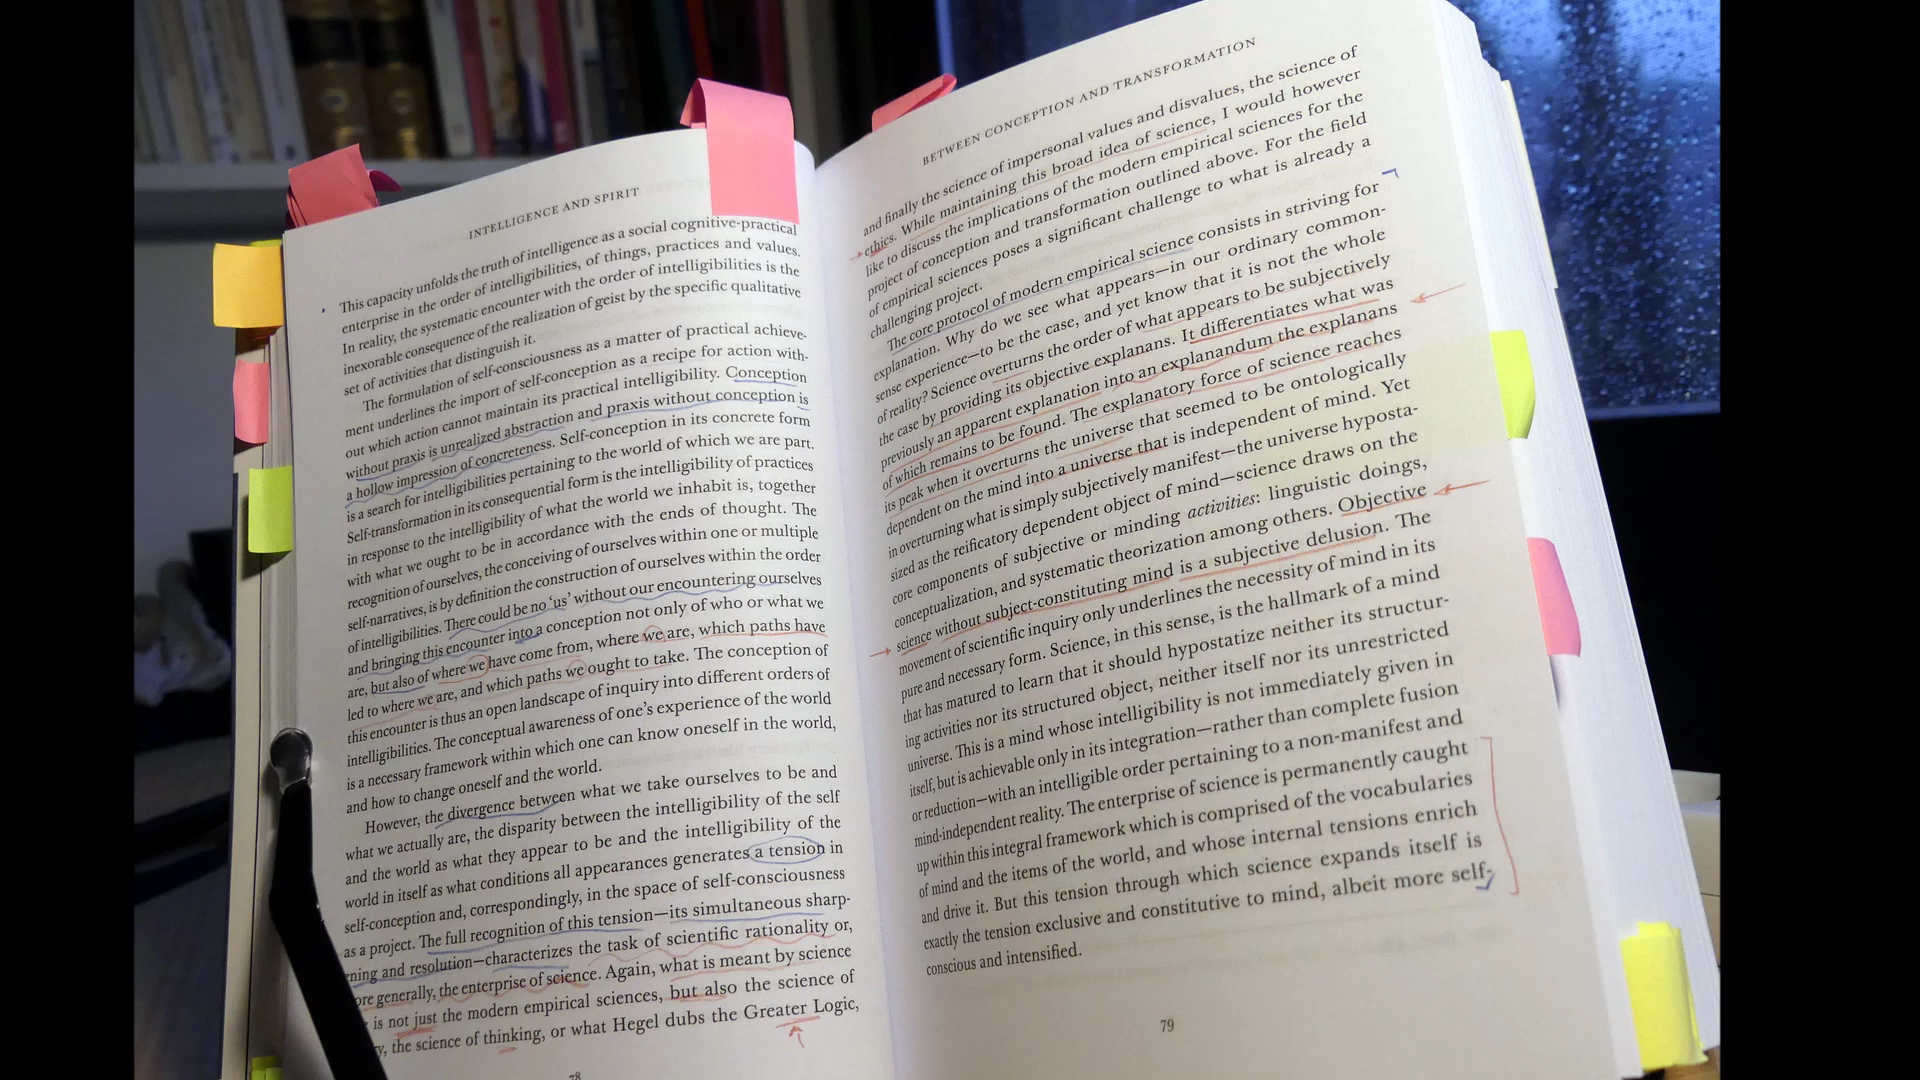 INTELLIGENCE AND SPIRIT
This capacity unfolds the truth of intelligence as a social cognitive-practical
enterprise in the order of intelligibilities, of things, practices and values.
In reality, the systematic encounter with the order of intelligibilities is the
inexorable consequence of the realization of geist by the specific qualitative
set of activities that distinguish it.
The formulation of self-consciousness as a matter of practical achieve-
ment underlines the import of self-conception as a recipe for action with-
out which action cannot maintain its practical intelligibility. Conception
without praxis is unrealized abstraction and praxis without conception is
a hollow impression of concreteness. Self-conception in its concrete form
is a search for intelligibilities pertaining to the world of which we are part.
Self-transformation in its consequential form is the intelligibility of practices
in response to the intelligibility of what the world we inhabit is, together
with what we ought to be in accordance with the ends of thought. The
recognition of ourselves, the conceiving of ourselves within one or multiple
self-narratives, is by definition the construction of ourselves within the order
of intelligibilities. There could be no 'us' without our encountering ourselves
and bringing this encounter into a conception not only of who or what we
are, but also of where we have come from, where we are, which paths have
led to where we are, and which paths we ought to take. The conception of
this encounter is thus an open landscape of inquiry into different orders of
intelligibilities. The conceptual awareness of one's experience of the world
is a necessary framework within which one can know oneself in the world,
and how to change oneself and the world.
However, the divergence between what we take ourselves to be and
what we actually are, the disparity between the intelligibility of the self
and the world as what they appear to be and the intelligibility of the
world in itself as what conditions all appearances generates a tension in
self-conception and, correspondingly, in the space of self-consciousness
as a project. The full recognition of this tension—its simultaneous sharp-
ening and resolution—characterizes the task of scientific rationality or,
ore generally, the enterprise of science. Again, what is meant by science
is not just the modern empirical sciences, but also the science of
y, the science of thinking, or what Hegel dubs the Greater Logic,
78
BETWEEN CONCEPTION AND TRANSFORMATION
and finally the science of impersonal values and disvalues, the science of
ethics. While maintaining this broad idea of science, I would however
like to discuss the implications of the modern empirical sciences for the
project of conception and transformation outlined above. For the field
of empirical sciences poses a significant challenge to what is already a
challenging project.
The core protocol of modern empirical science consists in striving for
explanation. Why do we see what appears—in our ordinary common-
sense experience—to be the case, and yet know that it is not the whole
of reality? Science overturns the order of what appears to be subjectively
the case by providing its objective explanans. It differentiates what was
previously an apparent explanation into an explanandum the explanans
of which remains to be found. The explanatory force of science reaches
its peak when it overturns the universe that seemed to be ontologically
dependent on the mind into a universe that is independent of mind. Yet
in overturning what is simply subjectively manifest—the universe hyposta-
sized as the reificatory dependent object of mind—science draws on the
core components of subjective or minding activities: linguistic doings,
conceptualization, and systematic theorization among others. Objective
science without subject-constituting mind is a subjective delusion. The
movement of scientific inquiry only underlines the necessity of mind in its
pure and necessary form. Science, in this sense, is the hallmark of a mind
that has matured to learn that it should hypostatize neither its structur-
ing activities nor its structured object, neither itself nor its unrestricted
universe. This is a mind whose intelligibility is not immediately given in
itself, but is achievable only in its integration—rather than complete fusion
or reduction—with an intelligible order pertaining to a non-manifest and
mind-independent reality. The enterprise of science is permanently caught
up within this integral framework which is comprised of the vocabularies
of mind and the items of the world, and whose internal tensions enrich
and drive it. But this tension through which science expands itself is
exactly the tension exclusive and constitutive to mind, albeit more self-
conscious and intensified.
79